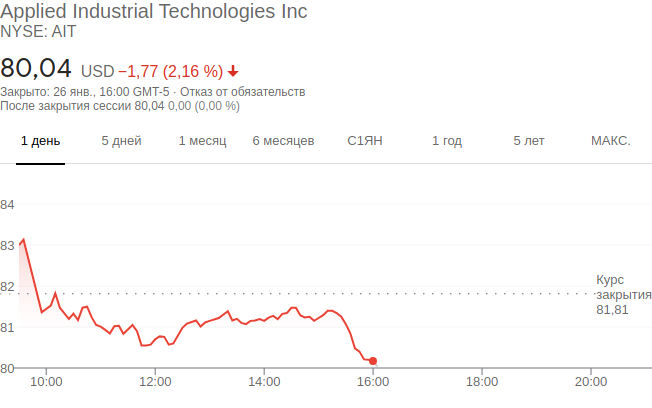 Applied Industrial Technologies Inc
NYSE: AIT
80,04 USD −1,77 (2,16 %)
Закрыто: 26 янв., 16:00 GMT-5 · Отказ от обязательств
После закрытия сессии 80,04 0,00 (0,00 %)
1 день 5 дней 1 месяц 6 месяцев С1ЯН 1 год 5 лет МАКС.
84
83
82
81
80
Курс
закрытия
81,81
10:00 12:00 14:00 16:00 18:00 20:00